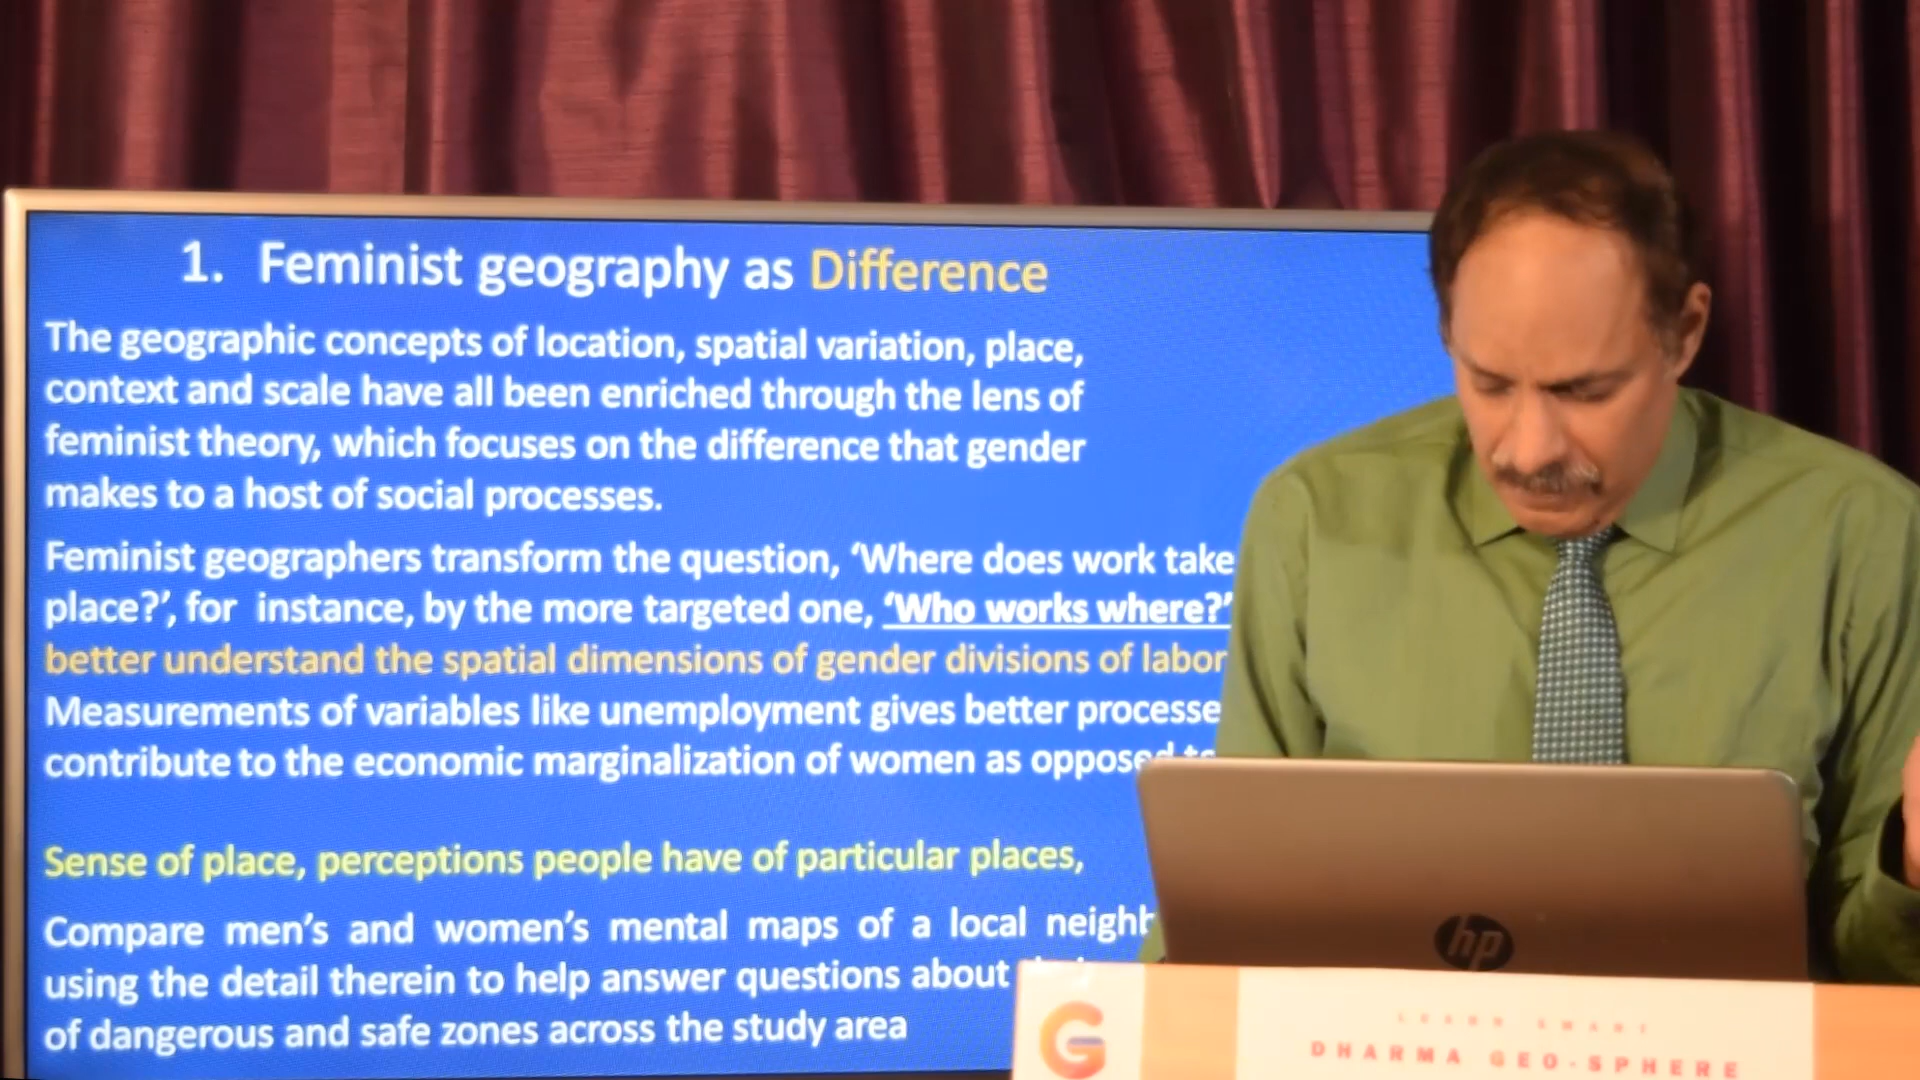 1. Feminist geography as Difference
The geographic concepts of location, spatial variation, place,
context and scale have all been enriched through the lens of
feminist theory, which focuses on the difference that gender
makes to a host of social processes.
Feminist geographers transform the question, ‘Where does work take
place?’, for instance, by the more targeted one, ‘Who works where?’
better understand the spatial dimensions of gender divisions of labor
Measurements of variables like unemployment gives better processe
contribute to the economic marginalization of women as opposed to
Sense of place, perceptions people have of particular places,
Compare men’s and women’s mental maps of a local neighb
using the detail therein to help answer questions about
of dangerous and safe zones across the study area
hp
G
LEARN SMART
DHARMA GEO-SPHERE